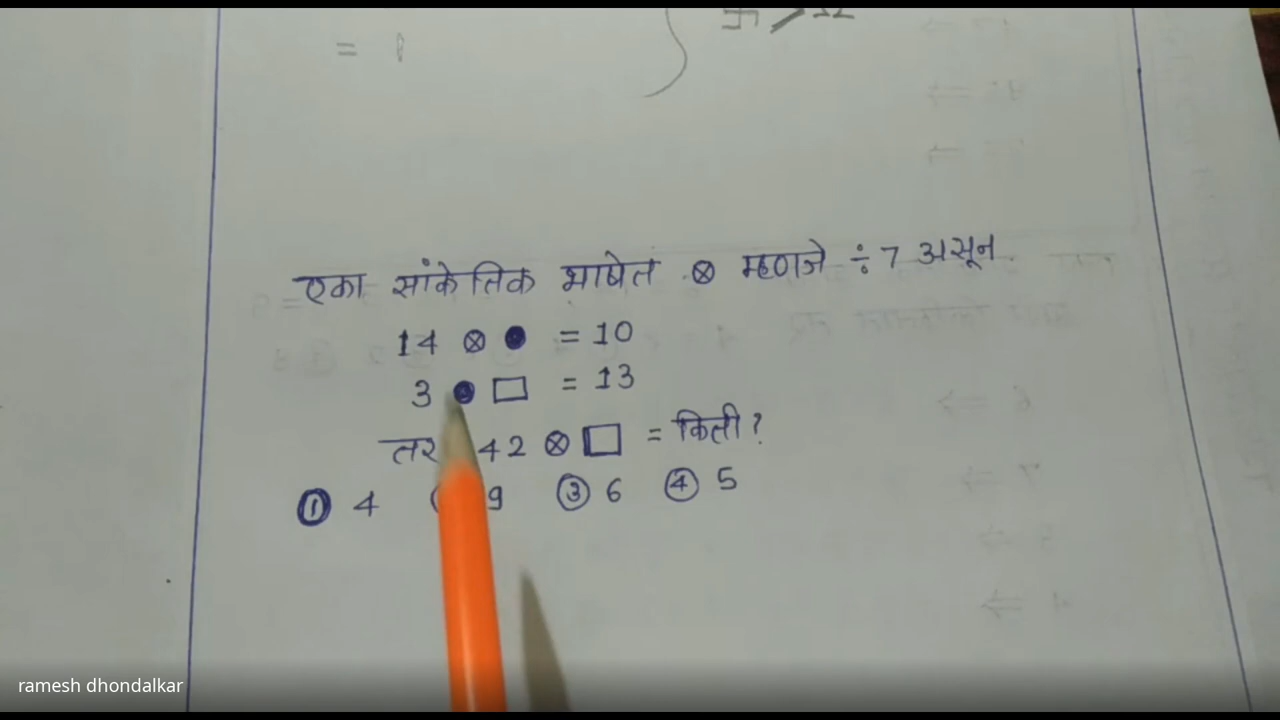 = 1
एका सांकेतिक भाषेत ⊗ म्हणजे ÷ 7 असून
14 ⊗ ● = 10
3 ● □ = 13
तर 42 ⊗ □ = किती?
① 4 9 ③ 6 ④ 5
ramesh dhondalkar